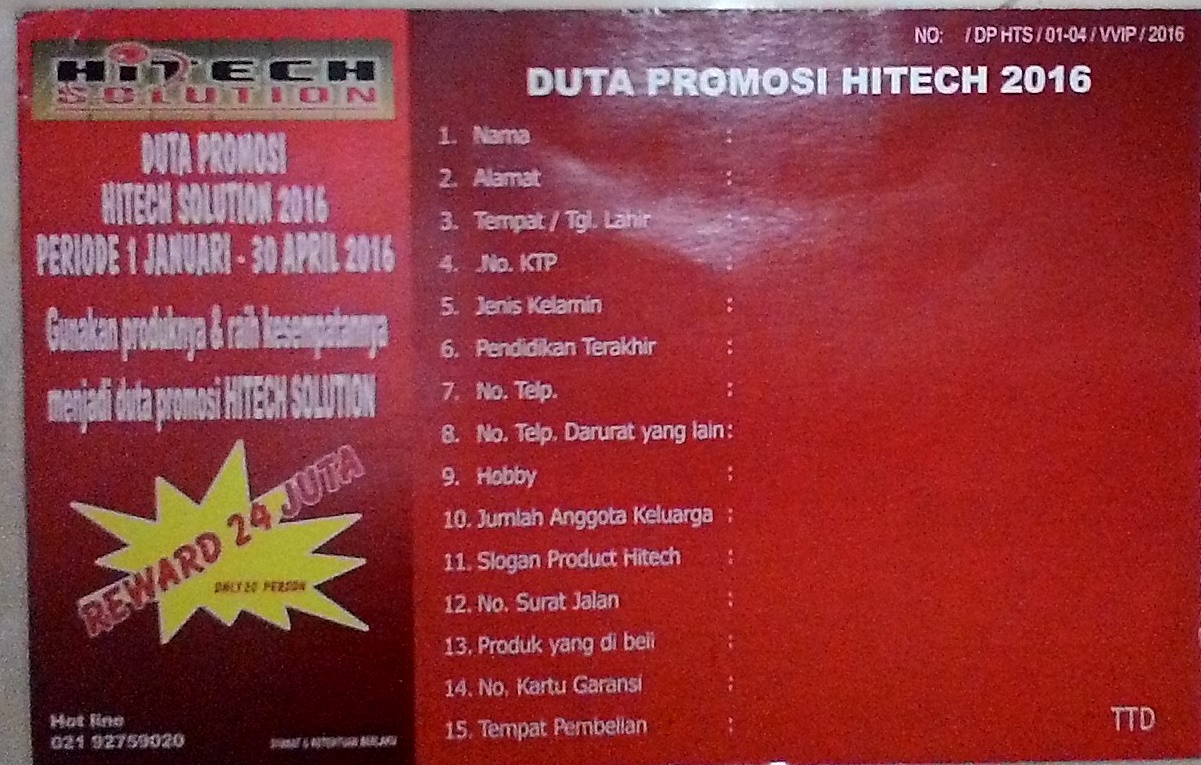 HITECH
SOLUTION
DUTA PROMOSI
HITECH SOLUTION 2016
PERIODE 1 JANUARI - 30 APRIL 2016
Gunakan produknya & raih kesempatannya
menjadi duta promosi HITECH SOLUTION
REWARD 24 JUTA
ONLY 20 PERSON
Hot line
021 92759020
SYARAT & KETENTUAN BERLAKU
NO: / DP HTS / 01-04 / VVIP / 2016
DUTA PROMOSI HITECH 2016
1. Nama :
2. Alamat :
3. Tempat / Tgl. Lahir :
4. .No. KTP :
5. Jenis Kelamin :
6. Pendidikan Terakhir :
7. No. Telp. :
8. No. Telp. Darurat yang lain :
9. Hobby :
10. Jumlah Anggota Keluarga :
11. Slogan Product Hitech :
12. No. Surat Jalan :
13. Produk yang di beli :
14. No. Kartu Garansi :
15. Tempat Pembelian :
TTD